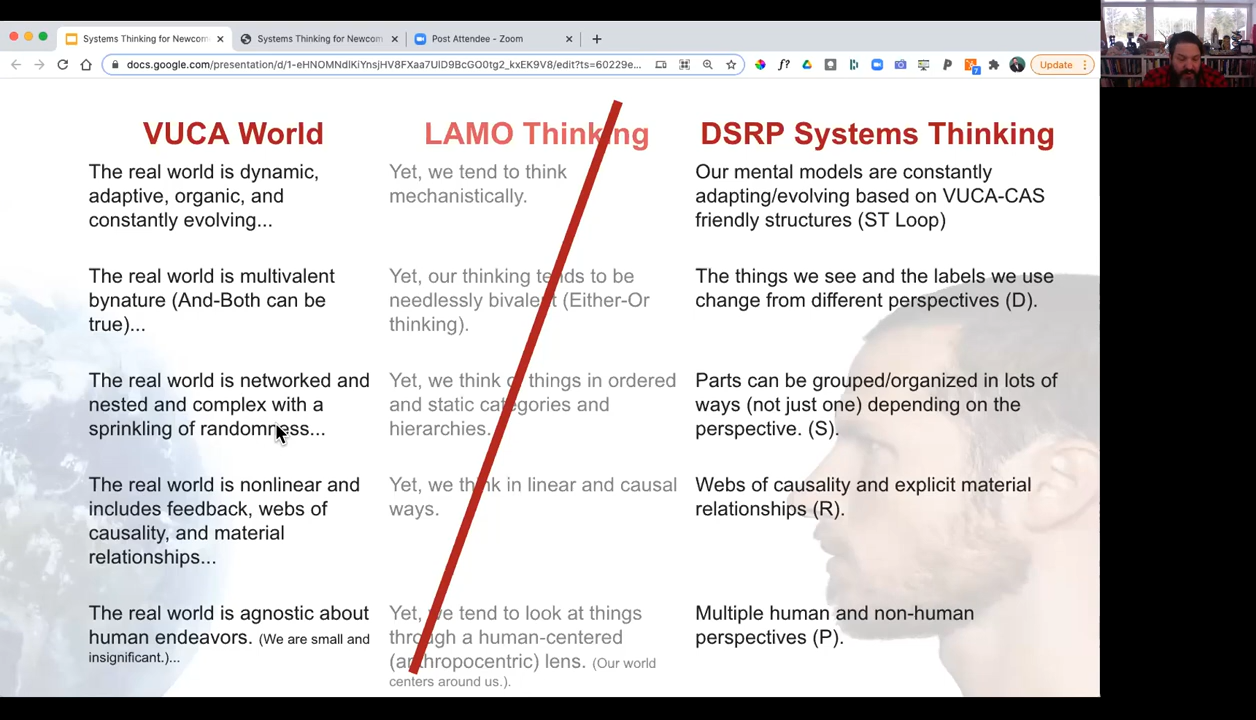 Systems Thinking for Newcom
Systems Thinking for Newcom
Post Attendee - Zoom
docs.google.com/presentation/d/1-eHNOMNdlKiYnsjHV8FXaa7UlD9BcGO0tg2_kxEK9V8/edit?ts=60229e...
Update
VUCA World
The real world is dynamic,
adaptive, organic, and
constantly evolving...
The real world is multivalent
bynature (And-Both can be
true)...
The real world is networked and
nested and complex with a
sprinkling of randomness...
The real world is nonlinear and
includes feedback, webs of
causality, and material
relationships...
The real world is agnostic about
human endeavors. (We are small and
insignificant.)...
LAMO Thinking
Yet, we tend to think
mechanistically.
Yet, our thinking tends to be
needlessly bivalent (Either-Or
thinking).
Yet, we think of things in ordered
and static categories and
hierarchies.
Yet, we think in linear and causal
ways.
Yet, we tend to look at things
through a human-centered
(anthropocentric) lens. (Our world
centers around us.).
DSRP Systems Thinking
Our mental models are constantly
adapting/evolving based on VUCA-CAS
friendly structures (ST Loop)
The things we see and the labels we use
change from different perspectives (D).
Parts can be grouped/organized in lots of
ways (not just one) depending on the
perspective. (S).
Webs of causality and explicit material
relationships (R).
Multiple human and non-human
perspectives (P).